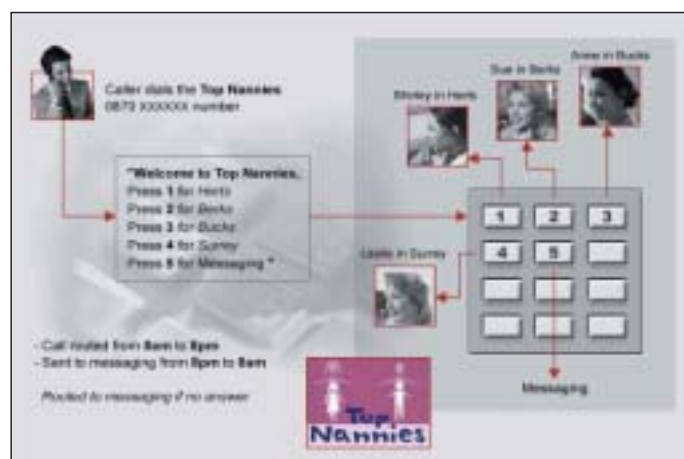 Caller dials the Top Nannies
0870 XXXXXX number
"Welcome to Top Nannies,
Press 1 for Herts
Press 2 for Berks
Press 3 for Bucks
Press 4 for Surrey
Press 5 for Messaging "
- Call routed from 8am to 8pm
- Sent to messaging from 8pm to 8am
Routed to messaging if no answer
Top
Nannies
Shirley in Herts
Sue in Berks
Anne in Bucks
in Surrey
1 2 3
4 5
Messaging